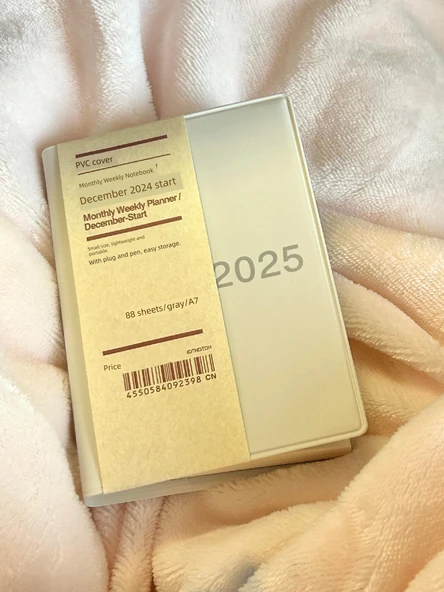 PVC cover
Monthly Weekly Notebook
December 2024 start
Monthly Weekly Planner /
December-Start
Small size, lightweight and
portable.
With plug and pen, easy storage.
2025
88 sheets/gray/A7
Price
4550584092398 CN